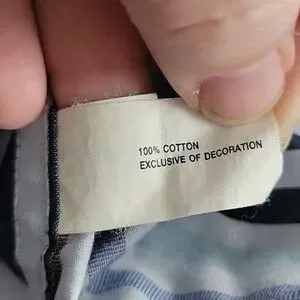 100% COTTON
EXCLUSIVE OF DECORATION